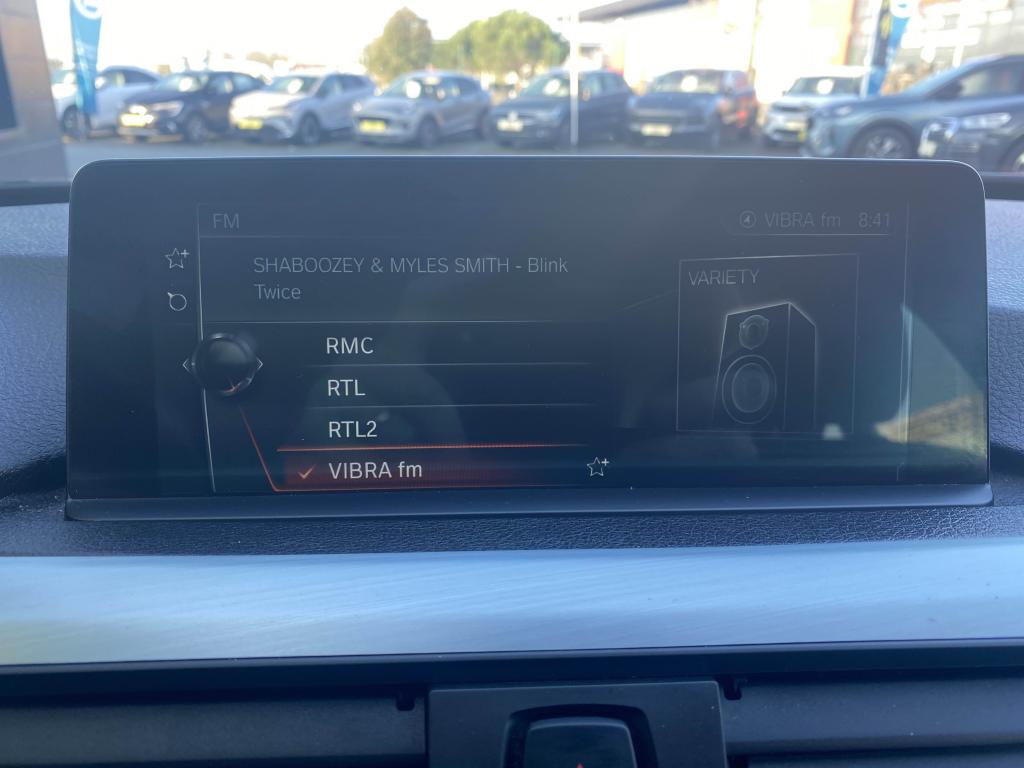 FM
VIBRA fm 8:41
SHABOOZEY & MYLES SMITH - Blink
Twice
VARIETY
RMC
RTL
RTL2
VIBRA fm